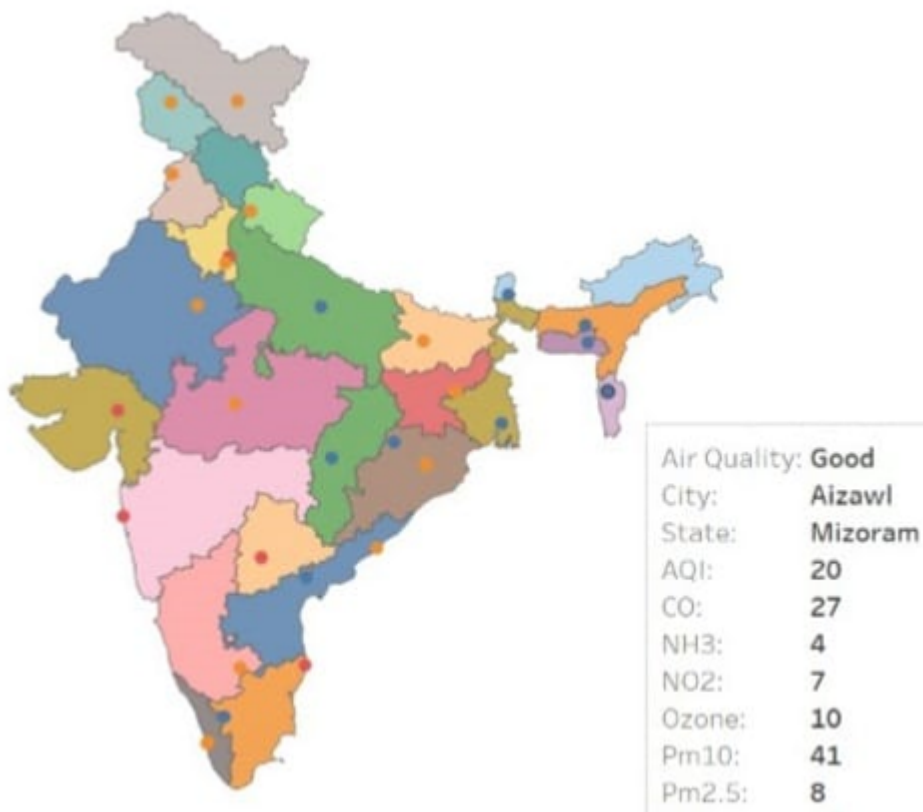 Air Quality: Good
City: Aizawl
State: Mizoram
AQI: 20
CO: 27
NH3: 4
NO2: 7
Ozone: 10
Pm10: 41
Pm2.5: 8